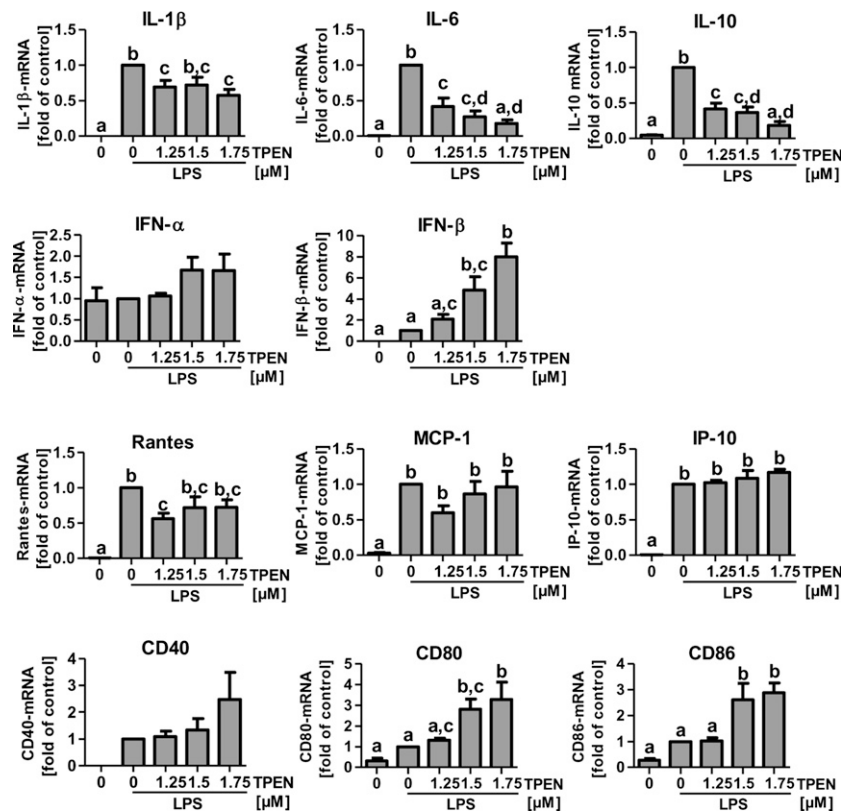 IL-1β
IL-1β-mRNA
[fold of control]
1.5
1.0
0.5
0.0
a
b
c
b,c
c
0 0 1.25 1.5 1.75 TPEN
LPS [µM]
IL-6
IL-6-mRNA
[fold of control]
1.5
1.0
0.5
0.0
a
b
c
c,d
a,d
0 0 1.25 1.5 1.75 TPEN
LPS [µM]
IL-10
IL-10 mRNA
[fold of control]
1.5
1.0
0.5
0.0
a
b
c
c,d
a,d
0 0 1.25 1.5 1.75 TPEN
LPS [µM]
IFN-α
IFN-α-mRNA
[fold of control]
2.5
2.0
1.5
1.0
0.5
0.0
0 0 1.25 1.5 1.75 TPEN
LPS [µM]
IFN-β
IFN-β-mRNA
[fold of control]
10
8
6
4
2
0
a
a
a,c
b,c
b
0 0 1.25 1.5 1.75 TPEN
LPS [µM]
Rantes
Rantes-mRNA
[fold of control]
1.5
1.0
0.5
0.0
a
b
c
b,c
b,c
0 0 1.25 1.5 1.75 TPEN
LPS [µM]
MCP-1
MCP-1-mRNA
[fold of control]
1.5
1.0
0.5
0.0
a
b
b
b
b
0 0 1.25 1.5 1.75 TPEN
LPS [µM]
IP-10
IP-10-mRNA
[fold of control]
1.5
1.0
0.5
0.0
a
b
b
b
b
0 0 1.25 1.5 1.75 TPEN
LPS [µM]
CD40
CD40-mRNA
[fold of control]
4
3
2
1
0
0 0 1.25 1.5 1.75 TPEN
LPS [µM]
CD80
CD80-mRNA
[fold of control]
5
4
3
2
1
0
a
a
a,c
b,c
b
0 0 1.25 1.5 1.75 TPEN
LPS [µM]
CD86
CD86-mRNA
[fold of control]
4
3
2
1
0
a
a
a
b
b
0 0 1.25 1.5 1.75 TPEN
LPS [µM]